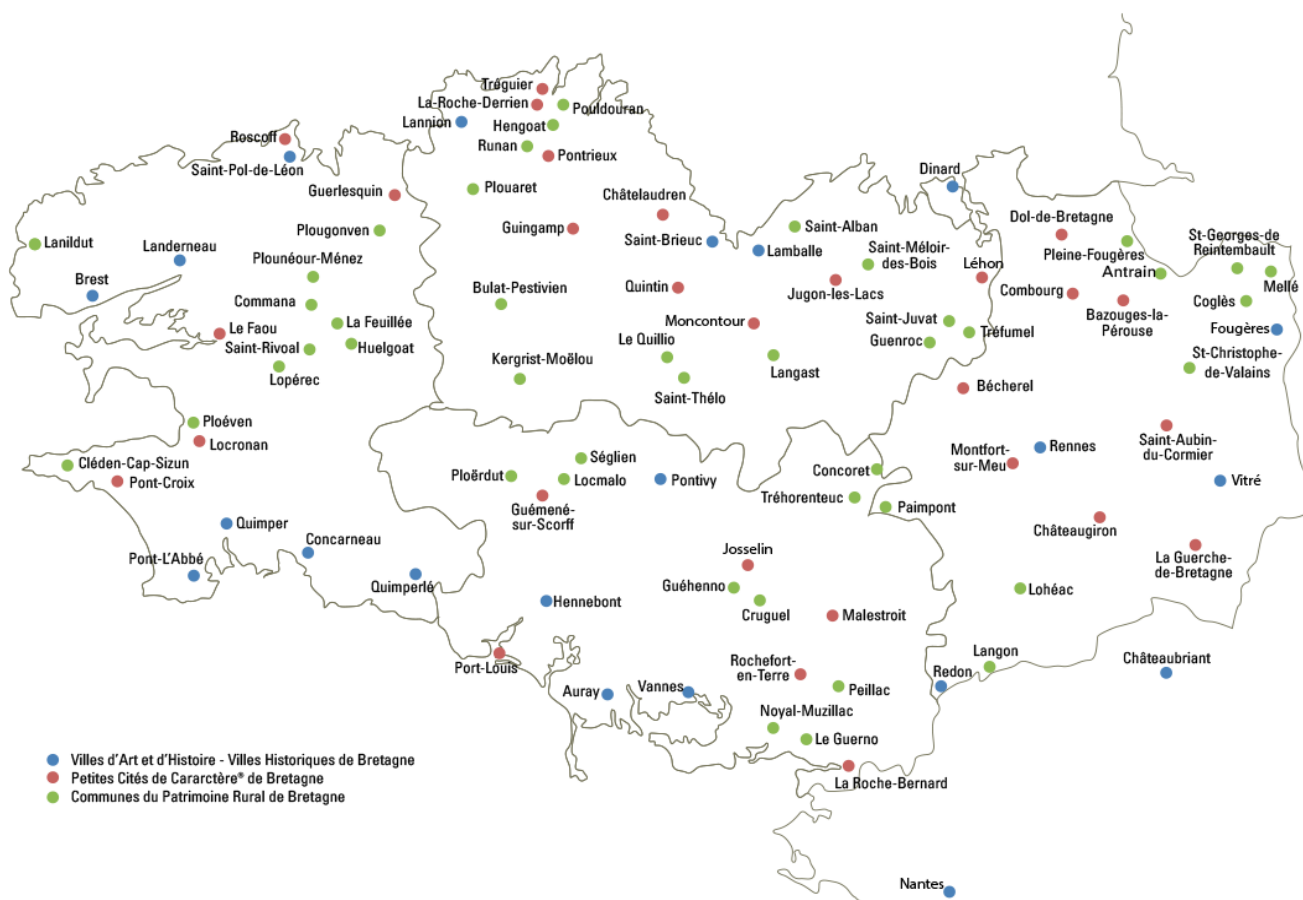 Tréguier
La-Roche-Derrien
Pouldouran
Lannion
Hengoat
Roscoff
Runan
Pontrieux
Saint-Pol-de-Léon
Dinard
Guerlesquin
Plouaret
Châtelaudren
Dol-de-Bretagne
Saint-Alban
Guingamp
Plougonven
St-Georges-de
Reintembault
Lanildut
Landerneau
Saint-Brieuc
Lamballe
Saint-Méloir-
des-Bois
Pleine-Fougères
Plounéour-Ménez
Léhon
Antrain
Brest
Mellé
Bulat-Pestivien
Quintin
Jugon-les-Lacs
Combourg
Commana
Coglès
Bazouges-la-
Pérouse
Le Faou
La Feuillée
Moncontour
Saint-Juvat
Tréfumel
Fougères
Saint-Rivoal
Huelgoat
Le Quillio
Guenroc
Kergrist-Moëlou
Langast
St-Christophe-
de-Valains
Lopérec
Saint-Thélo
Bécherel
Ploéven
Locronan
Saint-Aubin-
du-Cormier
Rennes
Montfort-
sur-Meu
Cléden-Cap-Sizun
Séglien
Concoret
Pont-Croix
Ploërdut
Locmalo
Pontivy
Vitré
Tréhorenteuc
Paimpont
Guémené-
sur-Scorff
Quimper
Châteaugiron
Concarneau
Josselin
La Guerche-
de-Bretagne
Pont-L'Abbé
Quimperlé
Guéhenno
Lohéac
Hennebont
Cruguel
Malestroit
Port-Louis
Rochefort-
en-Terre
Langon
Châteaubriant
Redon
Auray
Vannes
Peillac
Noyal-Muzillac
Le Guerno
Villes d'Art et d'Histoire - Villes Historiques de Bretagne
Petites Cités de Cararctère® de Bretagne
Communes du Patrimoine Rural de Bretagne
La Roche-Bernard
Nantes